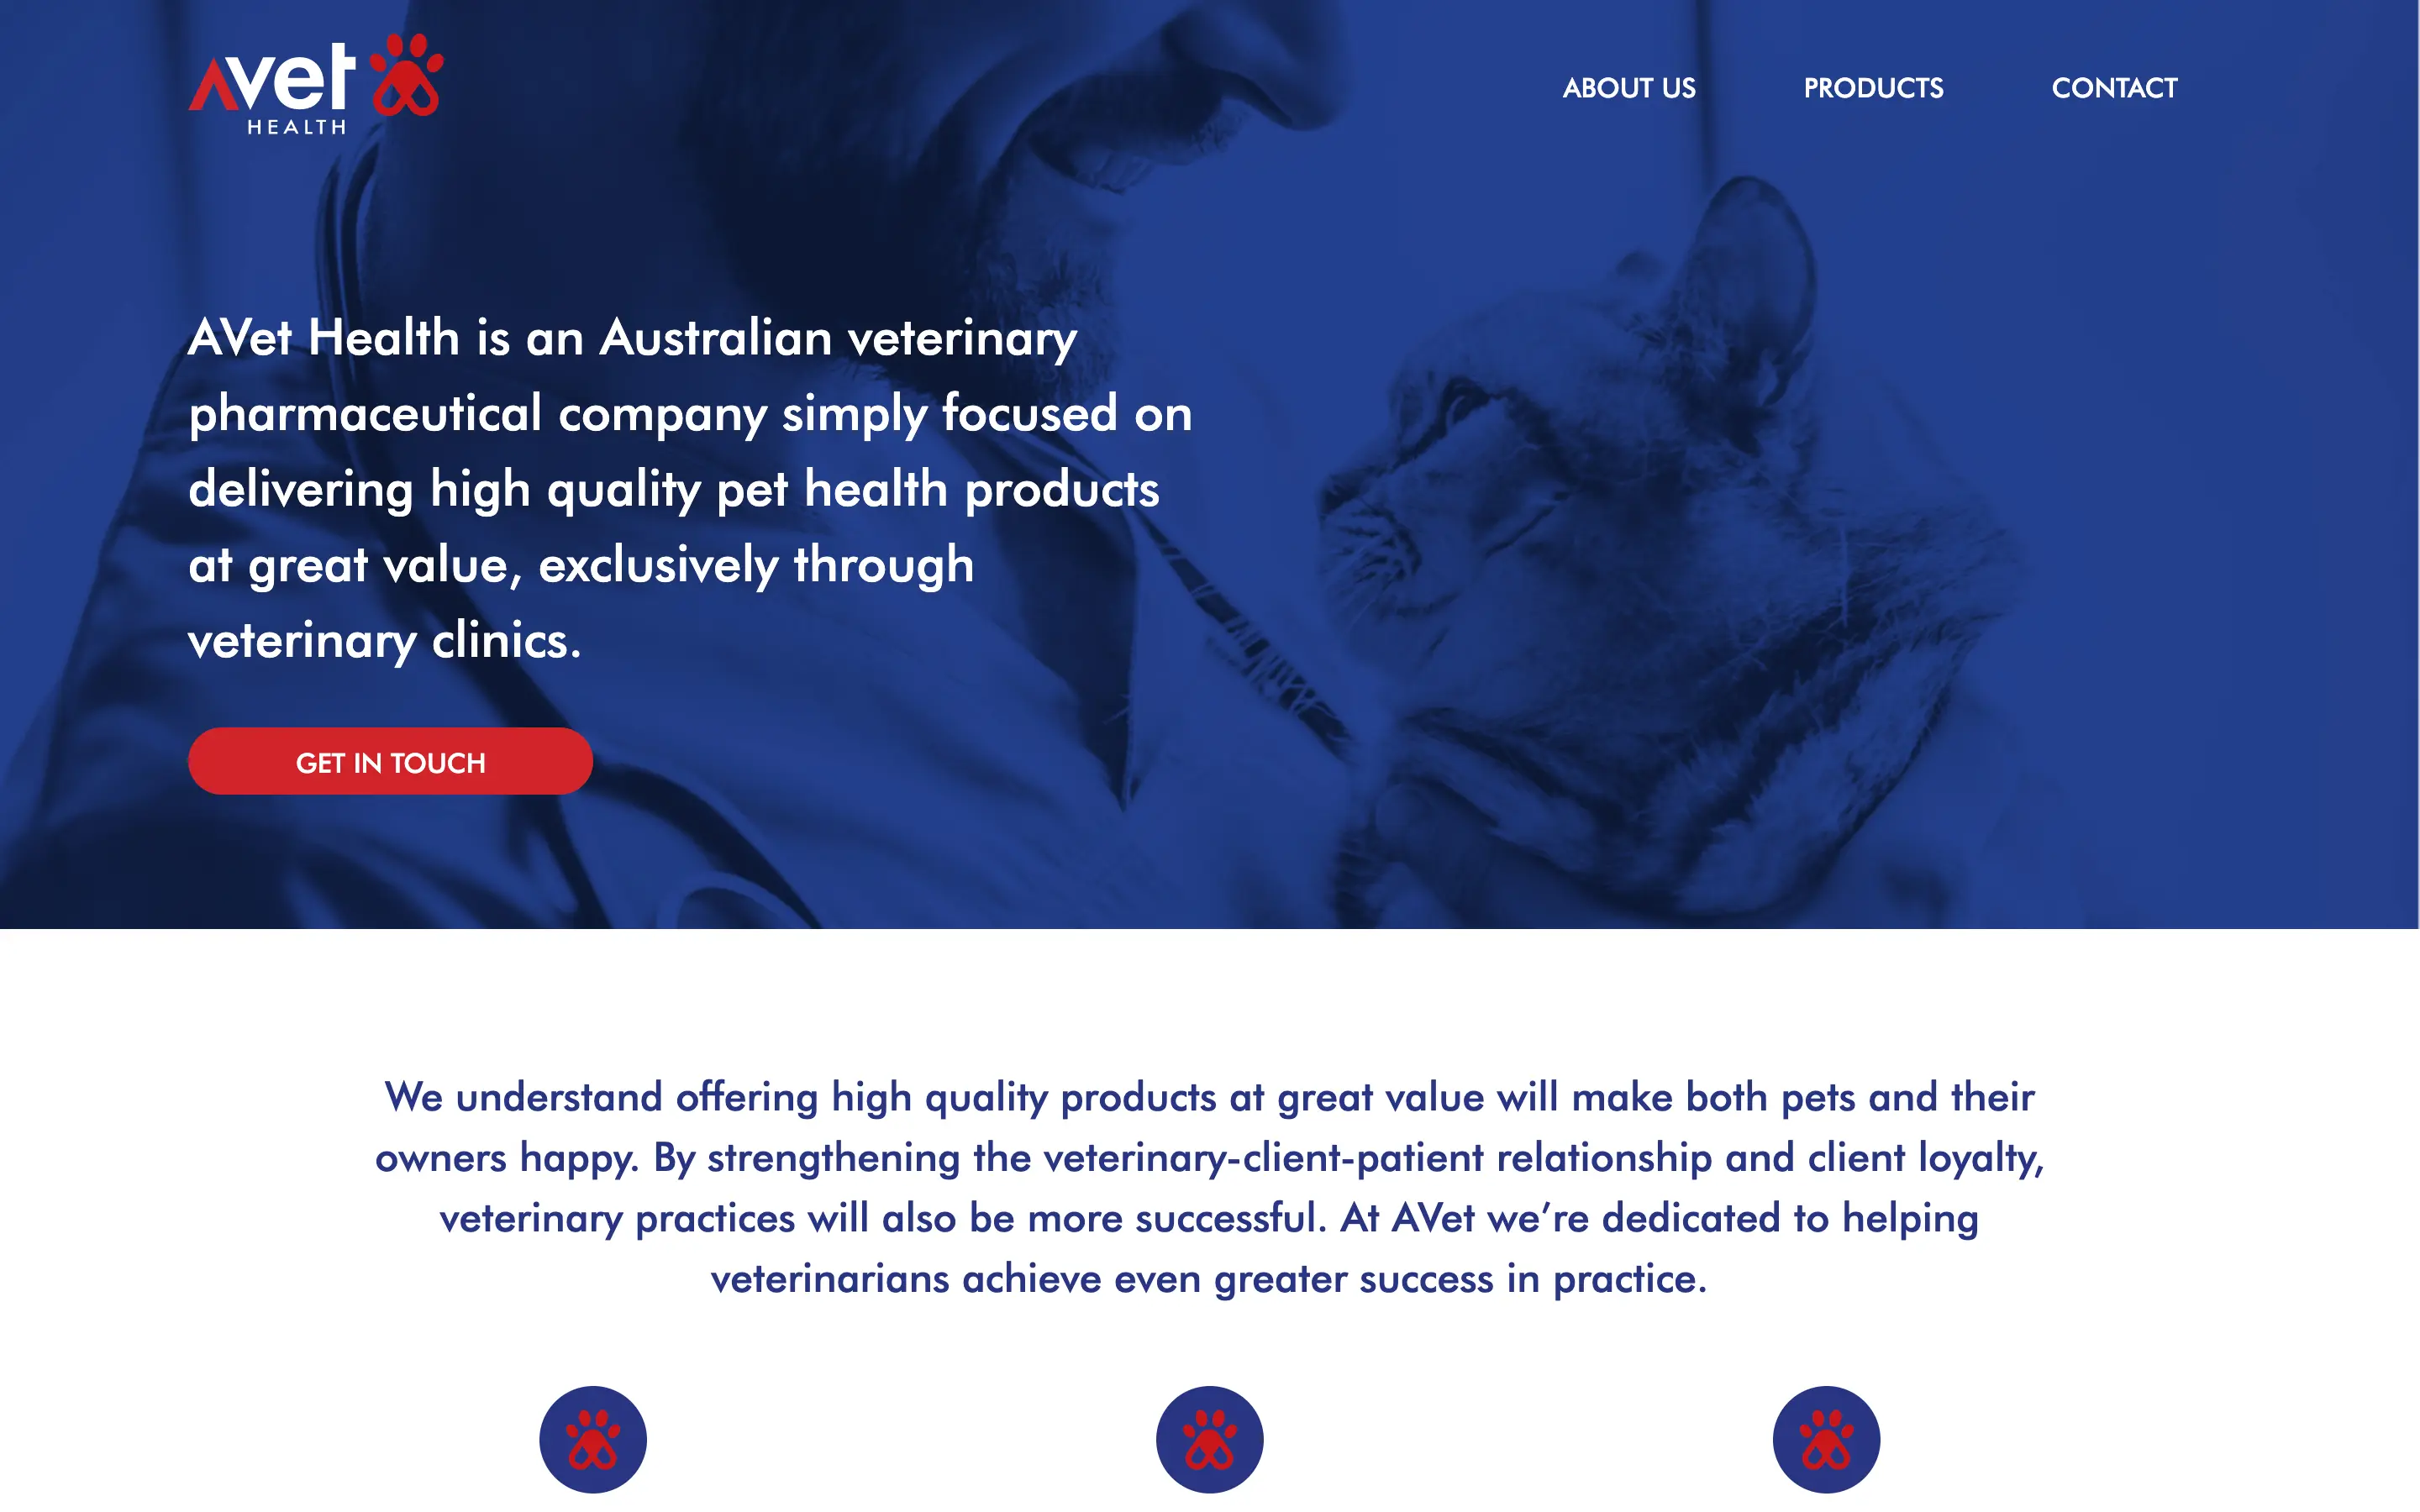 Avet
HEALTH
ABOUT US
PRODUCTS
CONTACT
AVet Health is an Australian veterinary
pharmaceutical company simply focused on
delivering high quality pet health products
at great value, exclusively through
veterinary clinics.
GET IN TOUCH
We understand offering high quality products at great value will make both pets and their
owners happy. By strengthening the veterinary-client-patient relationship and client loyalty,
veterinary practices will also be more successful. At AVet we’re dedicated to helping
veterinarians achieve even greater success in practice.